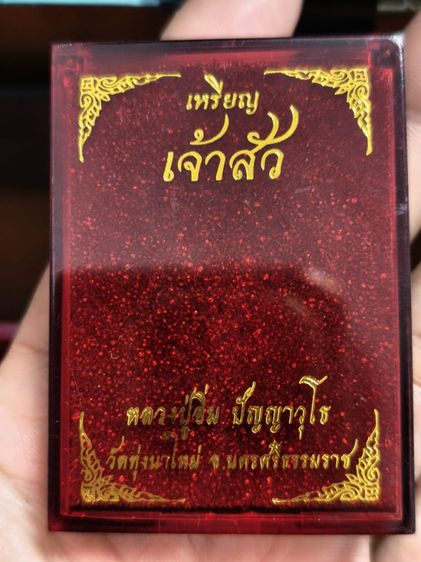 เหรียญ
เจ้าสัว
หลวงปู่อิ่ม ปัญญาวุโธ
วัดทุ่งนาใหม่ จ.นครศรีธรรมราช